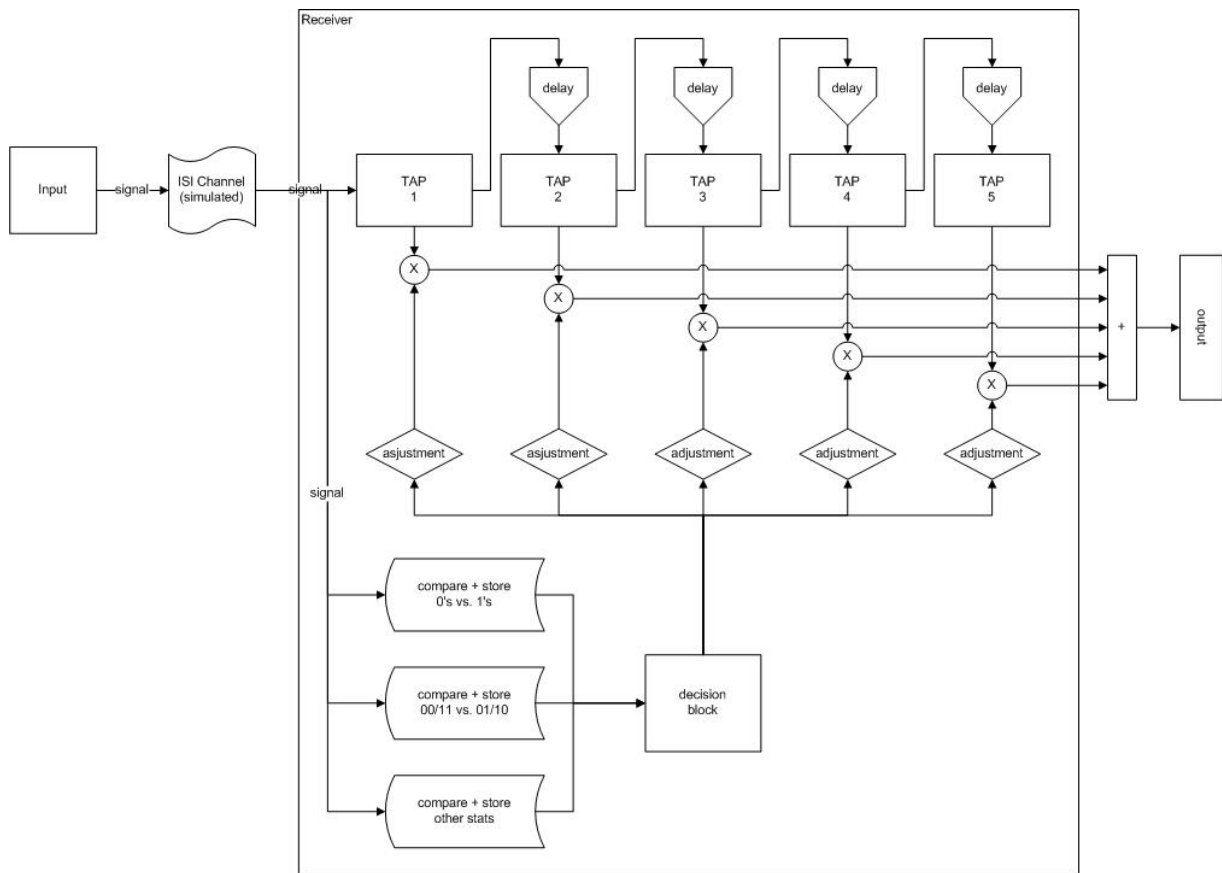 Receiver
delay
delay
delay
delay
Input
signal
ISI Channel
(simulated)
signal
TAP
1
TAP
2
TAP
3
TAP
4
TAP
5
X
X
X
X
X
+
output
asjustment
asjustment
adjustment
adjustment
adjustment
signal
compare + store
0's vs. 1's
compare + store
00/11 vs. 01/10
decision
block
compare + store
other stats